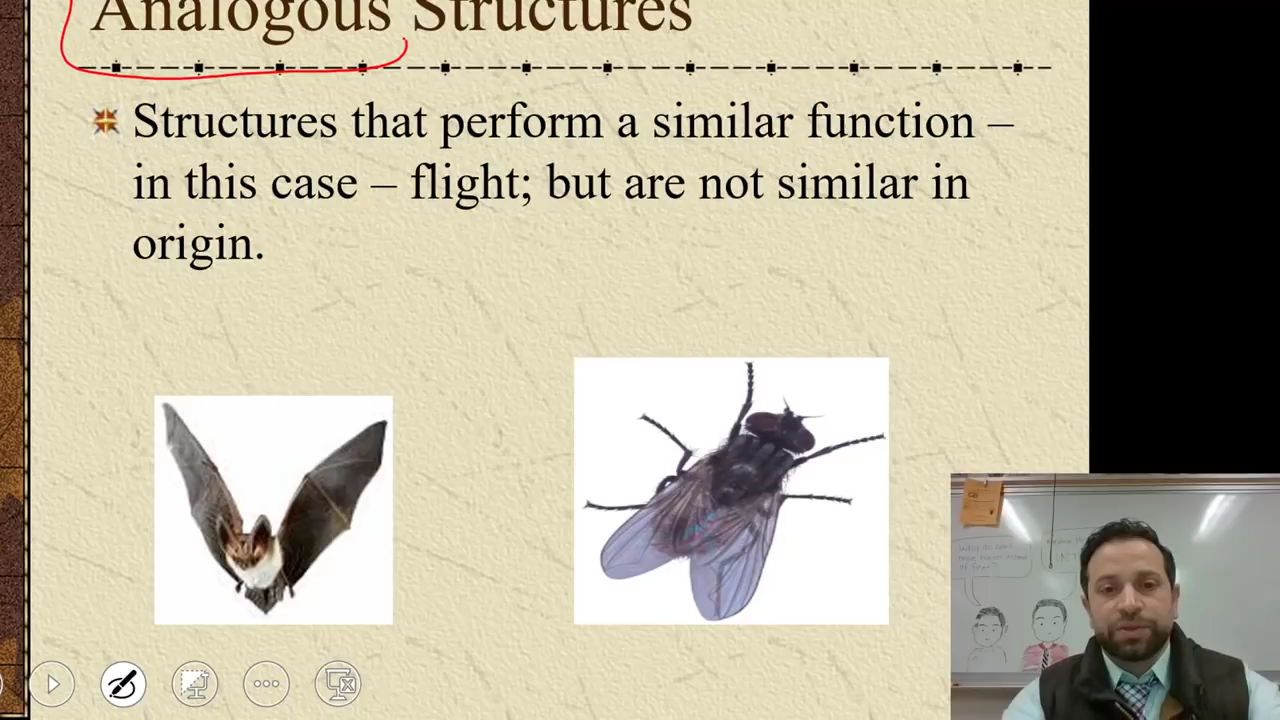 Analogous Structures
Structures that perform a similar function –
in this case – flight; but are not similar in
origin.